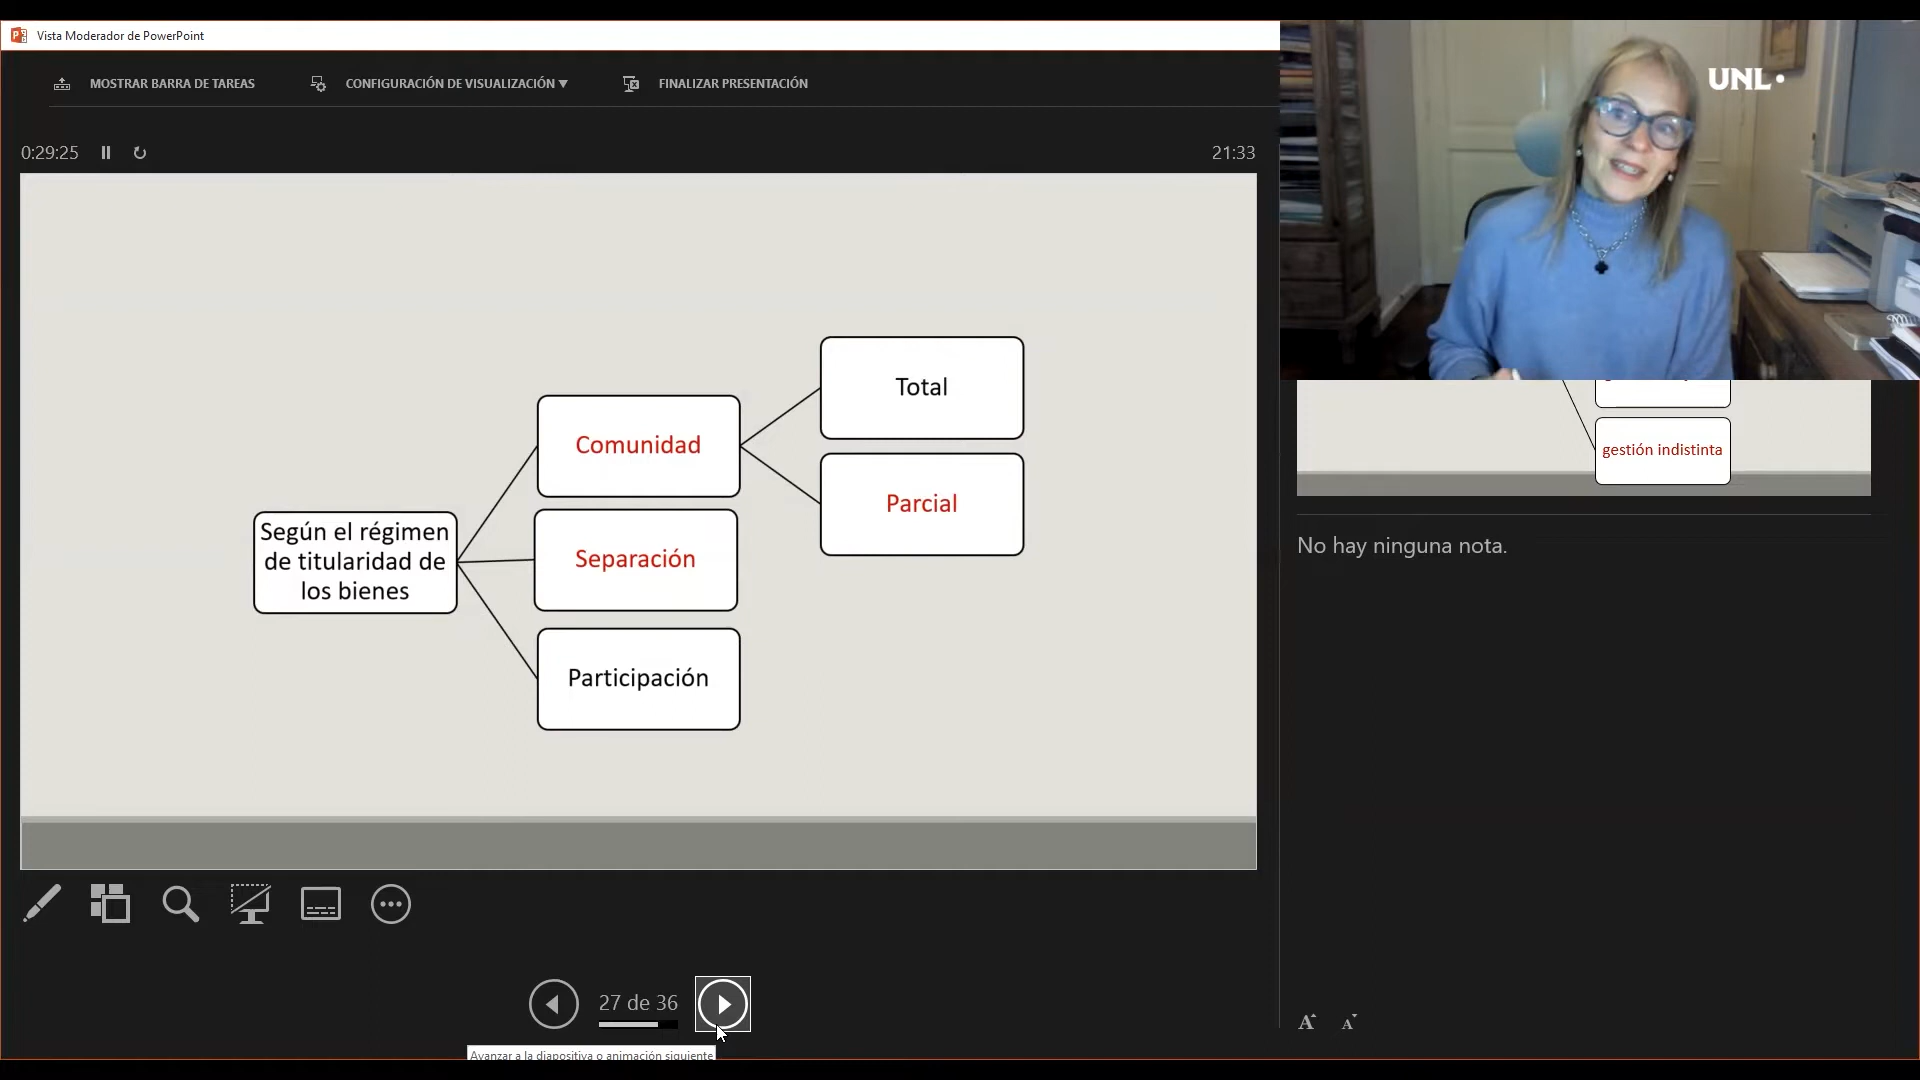 Vista Moderador de PowerPoint
MOSTRAR BARRA DE TAREAS
CONFIGURACIÓN DE VISUALIZACIÓN ▼
FINALIZAR PRESENTACIÓN
UNL•
0:29:25
21:33
Según el régimen
de titularidad de
los bienes
Comunidad
Separación
Participación
Total
Parcial
gestión indistinta
No hay ninguna nota.
27 de 36
Avanzar a la diapositiva o animación siguiente
A
A